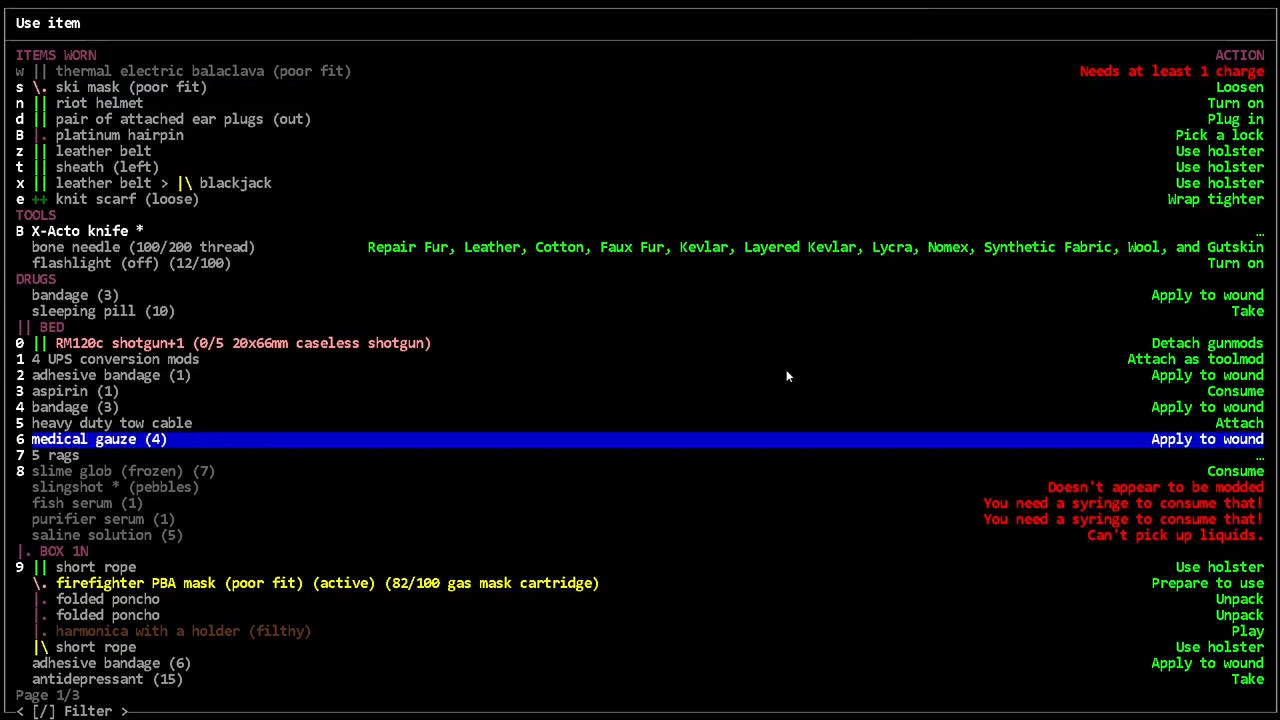 Use item
ITEMS WORN ACTION
w || thermal electric balaclava (poor fit) Needs at least 1 charge
s \. ski mask (poor fit) Loosen
n || riot helmet Turn on
d || pair of attached ear plugs (out) Plug in
B |. platinum hairpin Pick a lock
z || leather belt Use holster
t || sheath (left) Use holster
x || leather belt > |\ blackjack Use holster
e ++ knit scarf (loose) Wrap tighter
TOOLS
B X-Acto knife * …
bone needle (100/200 thread) Repair Fur, Leather, Cotton, Faux Fur, Kevlar, Layered Kevlar, Lycra, Nomex, Synthetic Fabric, Wool, and Gutskin
flashlight (off) (12/100) Turn on
DRUGS
bandage (3) Apply to wound
sleeping pill (10) Take
|| BED
0 || RM120c shotgun+1 (0/5 20x66mm caseless shotgun) Detach gunmods
1 4 UPS conversion mods Attach as toolmod
2 adhesive bandage (1) Apply to wound
3 aspirin (1) Consume
4 bandage (3) Apply to wound
5 heavy duty tow cable Attach
6 medical gauze (4) Apply to wound
7 5 rags …
8 slime glob (frozen) (7) Consume
slingshot * (pebbles) Doesn't appear to be modded
fish serum (1) You need a syringe to consume that!
purifier serum (1) You need a syringe to consume that!
saline solution (5) Can't pick up liquids.
|. BOX 1N
9 || short rope Use holster
\. firefighter PBA mask (poor fit) (active) (82/100 gas mask cartridge) Prepare to use
|. folded poncho Unpack
|. folded poncho Unpack
|. harmonica with a holder (filthy) Play
|\ short rope Use holster
adhesive bandage (6) Apply to wound
antidepressant (15) Take
Page 1/3
< [/] Filter >